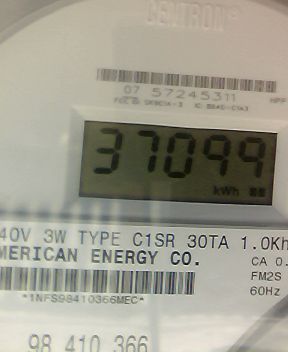 CENTRON®
07 57245311
37099
kWh
40V 3W TYPE C1SR 30TA 1.0Kh
MERICAN ENERGY CO.
CA 0.
FM2S
60Hz
*1NFS98410366MEC*
98 410 366